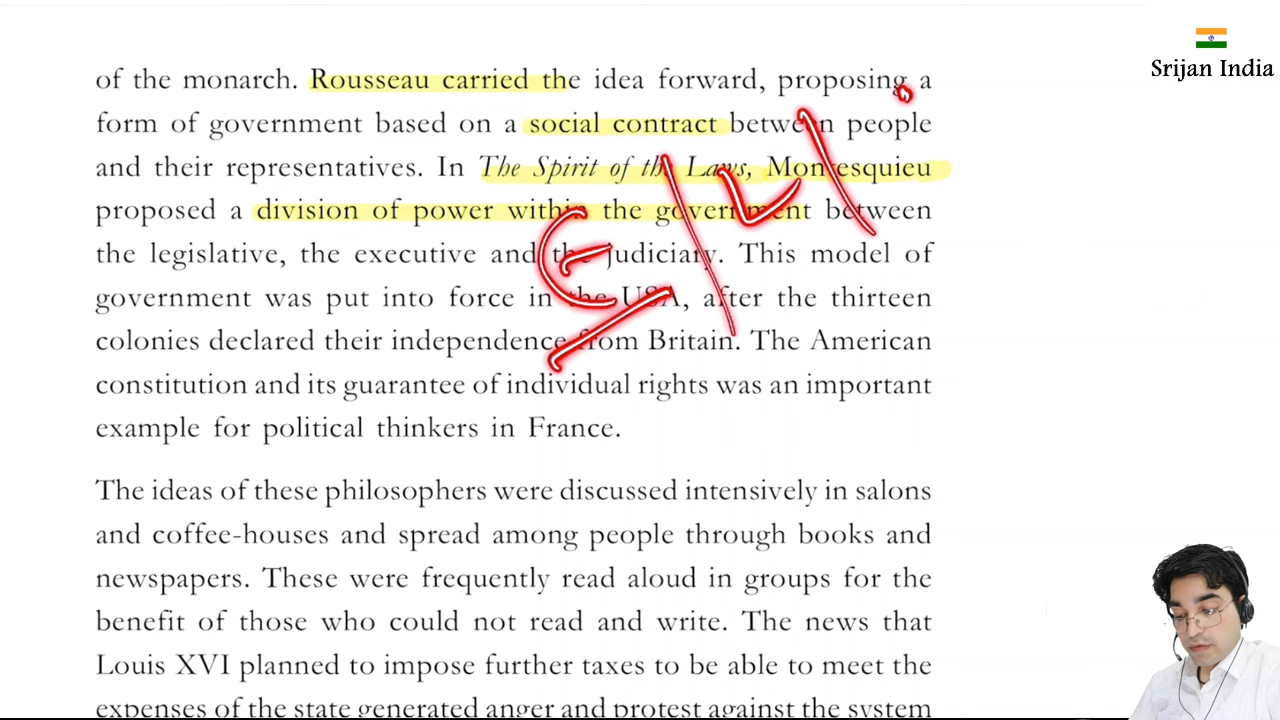 Srijan India
of the monarch. Rousseau carried the idea forward, proposing a
form of government based on a social contract between people
and their representatives. In The Spirit of the Laws, Montesquieu
proposed a division of power within the government between
the legislative, the executive and the judiciary. This model of
government was put into force in the USA, after the thirteen
colonies declared their independence from Britain. The American
constitution and its guarantee of individual rights was an important
example for political thinkers in France.
E/L/
The ideas of these philosophers were discussed intensively in salons
and coffee-houses and spread among people through books and
newspapers. These were frequently read aloud in groups for the
benefit of those who could not read and write. The news that
Louis XVI planned to impose further taxes to be able to meet the
expenses of the state generated anger and protest against the system